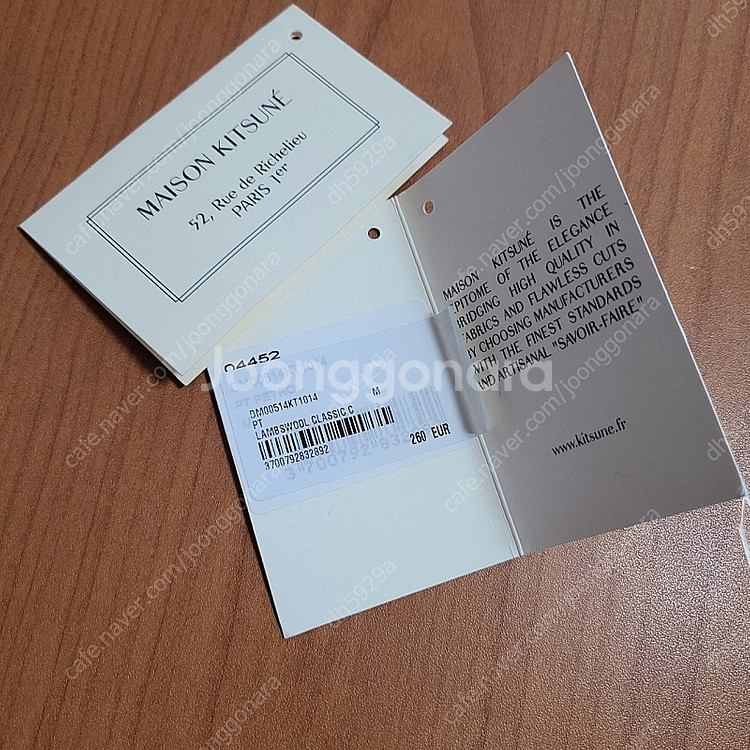 MAISON KITSUNÉ
52, Rue de Richelieu
PARIS 1er
MAISON KITSUNÉ IS THE
EPITOME OF THE ELEGANCE
BRIDGING HIGH QUALITY IN
FABRICS AND FLAWLESS CUTS
BY CHOOSING MANUFACTURERS
WITH THE FINEST STANDARDS
AND ARTISANAL "SAVOIR-FAIRE"
www.kitsune.fr
04452
DM00514KT1014 M
PT
LAMBSWOOL CLASSIC C
3700792832892
260 EUR
Joonggonara
cafe.naver.com/joonggonara
dh5929a